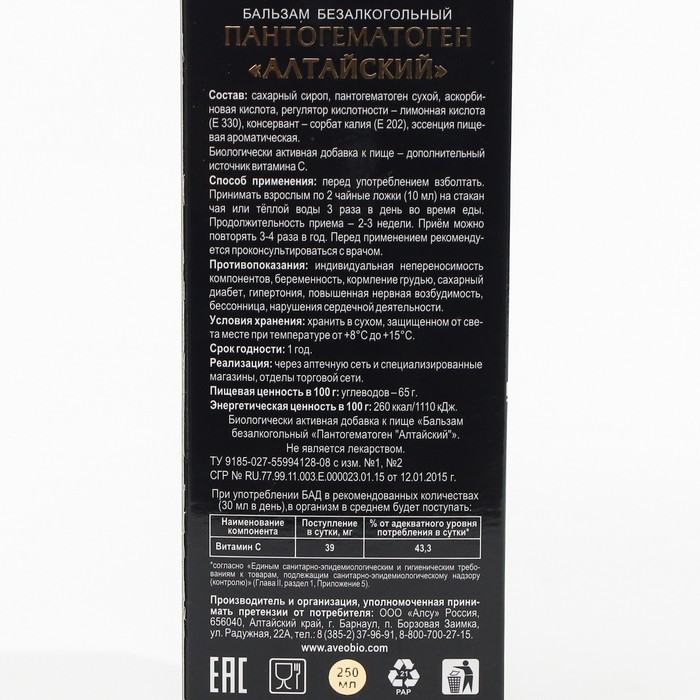 БАЛЬЗАМ БЕЗАЛКОГОЛЬНЫЙ
ПАНТОГЕМАТОГЕН
«АЛТАЙСКИЙ»
Состав: сахарный сироп, пантогематоген сухой, аскорби-
новая кислота, регулятор кислотности – лимонная кислота
(Е 330), консервант – сорбат калия (Е 202), эссенция пище-
вая ароматическая.
Биологически активная добавка к пище – дополнительный
источник витамина С.
Способ применения: перед употреблением взболтать.
Принимать взрослым по 2 чайные ложки (10 мл) на стакан
чая или тёплой воды 3 раза в день во время еды.
Продолжительность приема – 2-3 недели. Приём можно
повторять 3-4 раза в год. Перед применением рекоменду-
ется проконсультироваться с врачом.
Противопоказания: индивидуальная непереносимость
компонентов, беременность, кормление грудью, сахарный
диабет, гипертония, повышенная нервная возбудимость,
бессонница, нарушения сердечной деятельности.
Условия хранения: хранить в сухом, защищенном от све-
та месте при температуре от +8°С до +15°С.
Срок годности: 1 год.
Реализация: через аптечную сеть и специализированные
магазины, отделы торговой сети.
Пищевая ценность в 100 г: углеводов – 65 г.
Энергетическая ценность в 100 г: 260 ккал/1110 кДж.
Биологически активная добавка к пище «Бальзам
безалкогольный «Пантогематоген "Алтайский"».
Не является лекарством.
ТУ 9185-027-55994128-08 с изм. №1, №2
СГР № RU.77.99.11.003.Е.000023.01.15 от 12.01.2015 г.
При употреблении БАД в рекомендованных количествах
(30 мл в день),в организм в среднем будет поступать:
Наименование компонента | Поступление в сутки, мг | % от адекватного уровня потребления в сутки*
Витамин С | 39 | 43,3
*согласно «Единым санитарно-эпидемиологическим и гигиеническим требо-
ваниям к товарам, подлежащим санитарно-эпидемиологическому надзору
(контролю)» (Глава II, раздел 1, Приложение 5).
Производитель и организация, уполномоченная прини-
мать претензии от потребителя: ООО «Алсу» Россия,
656040, Алтайский край, г. Барнаул, п. Борзовая Заимка,
ул. Радужная, 22А, тел.: 8 (385-2) 37-96-91, 8-800-700-27-15.
www.aveobio.com
EAC
250
МЛ
21
PAP